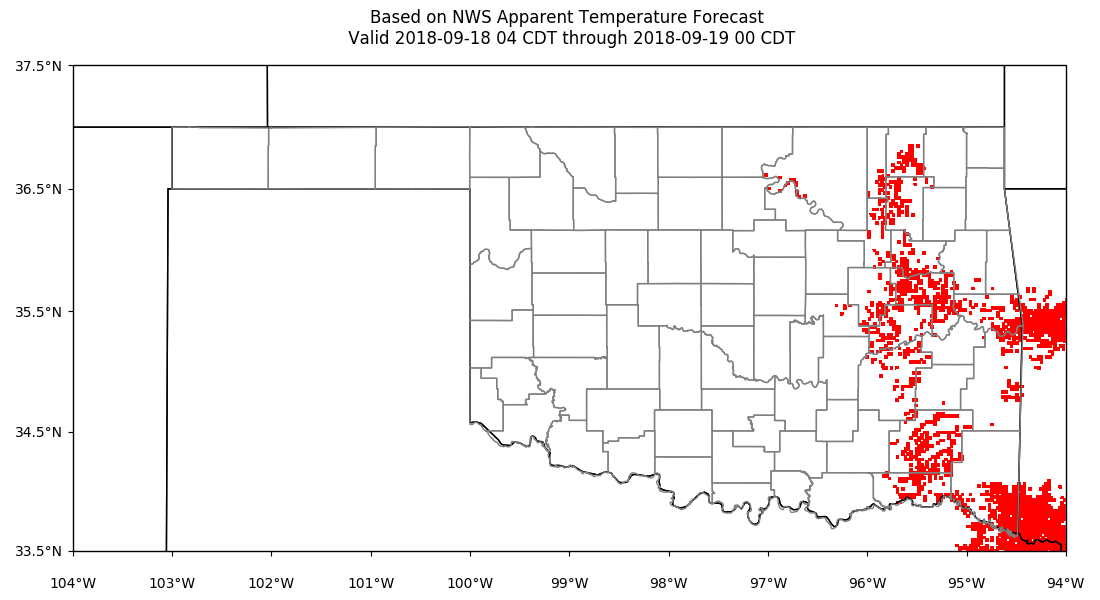 Based on NWS Apparent Temperature Forecast
Valid 2018-09-18 04 CDT through 2018-09-19 00 CDT
37.5°N
36.5°N
35.5°N
34.5°N
33.5°N
104°W 103°W 102°W 101°W 100°W 99°W 98°W 97°W 96°W 95°W 94°W